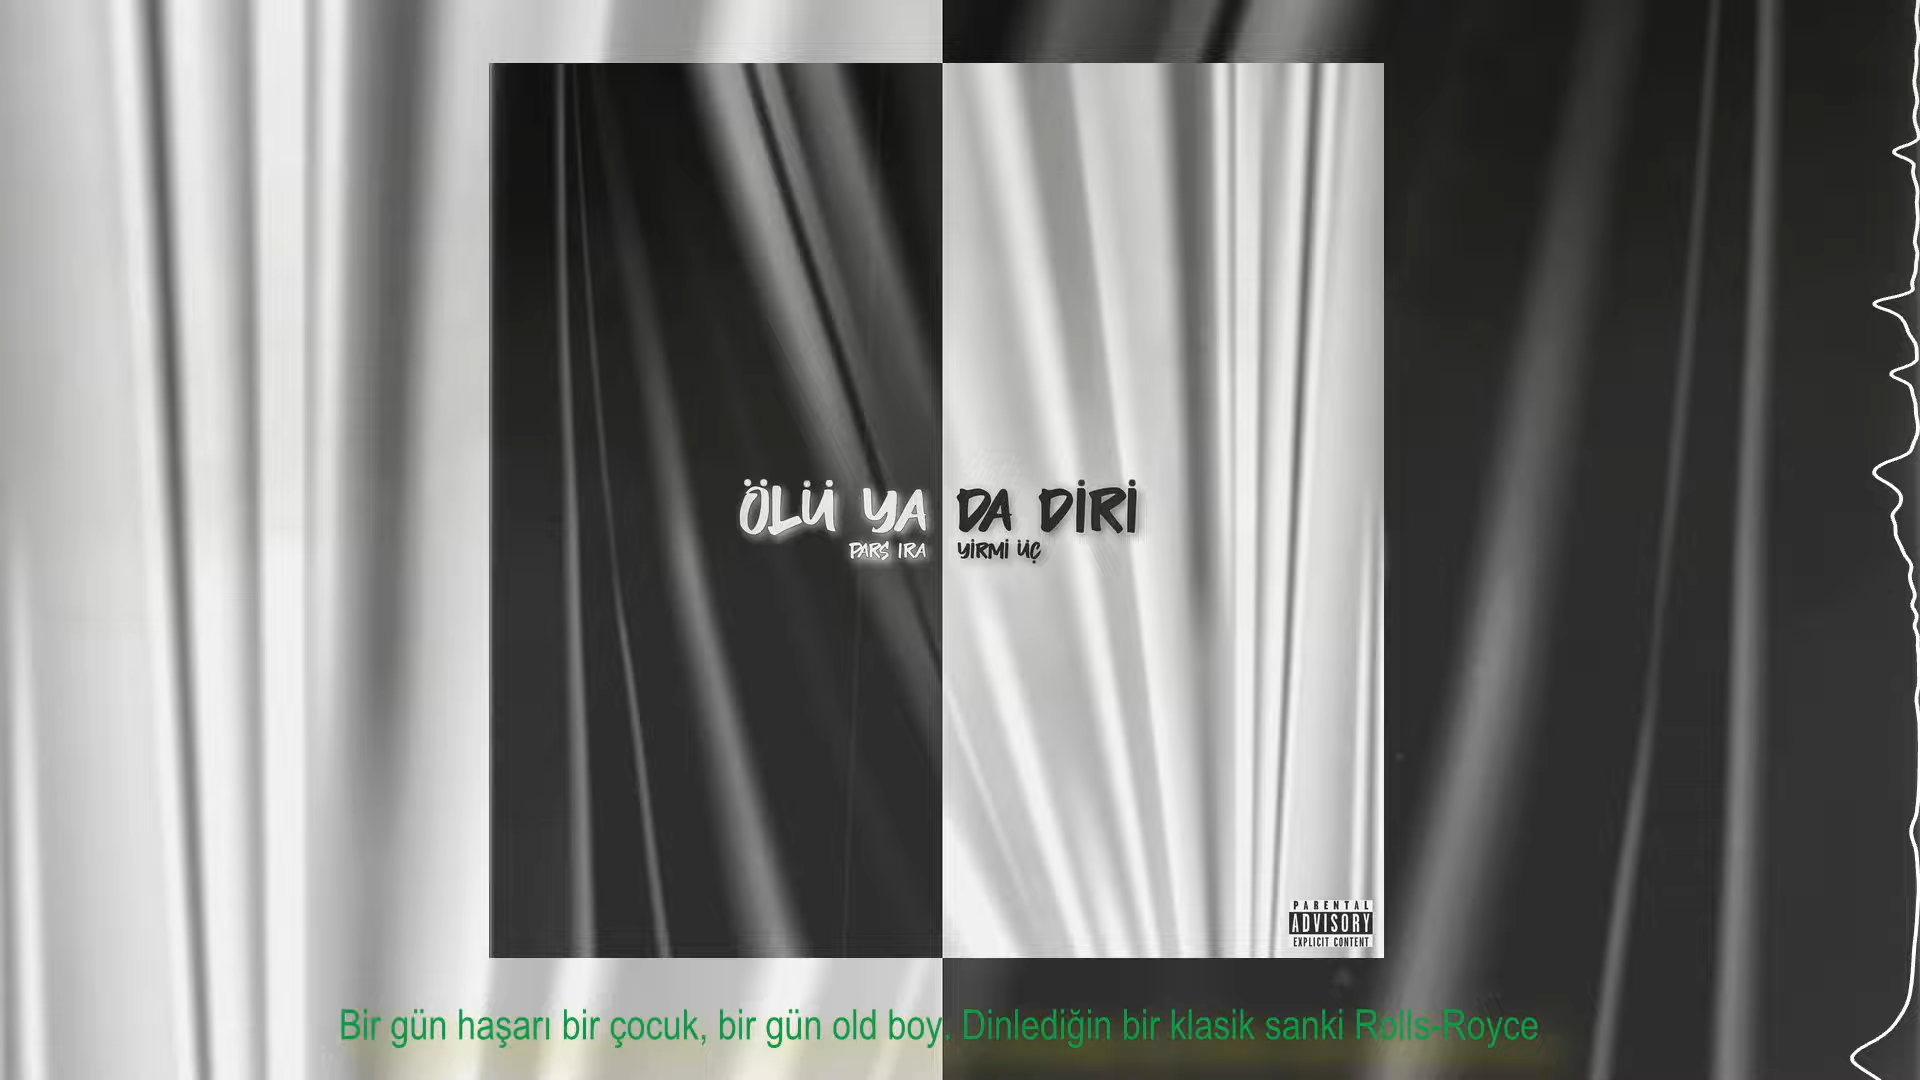 ÖLÜ YA DA DİRİ
PARS IRA YİRMİ ÜÇ
PARENTAL
ADVISORY
EXPLICIT CONTENT
Bir gün haşarı bir çocuk, bir gün old boy. Dinlediğin bir klasik sanki Rolls-Royce